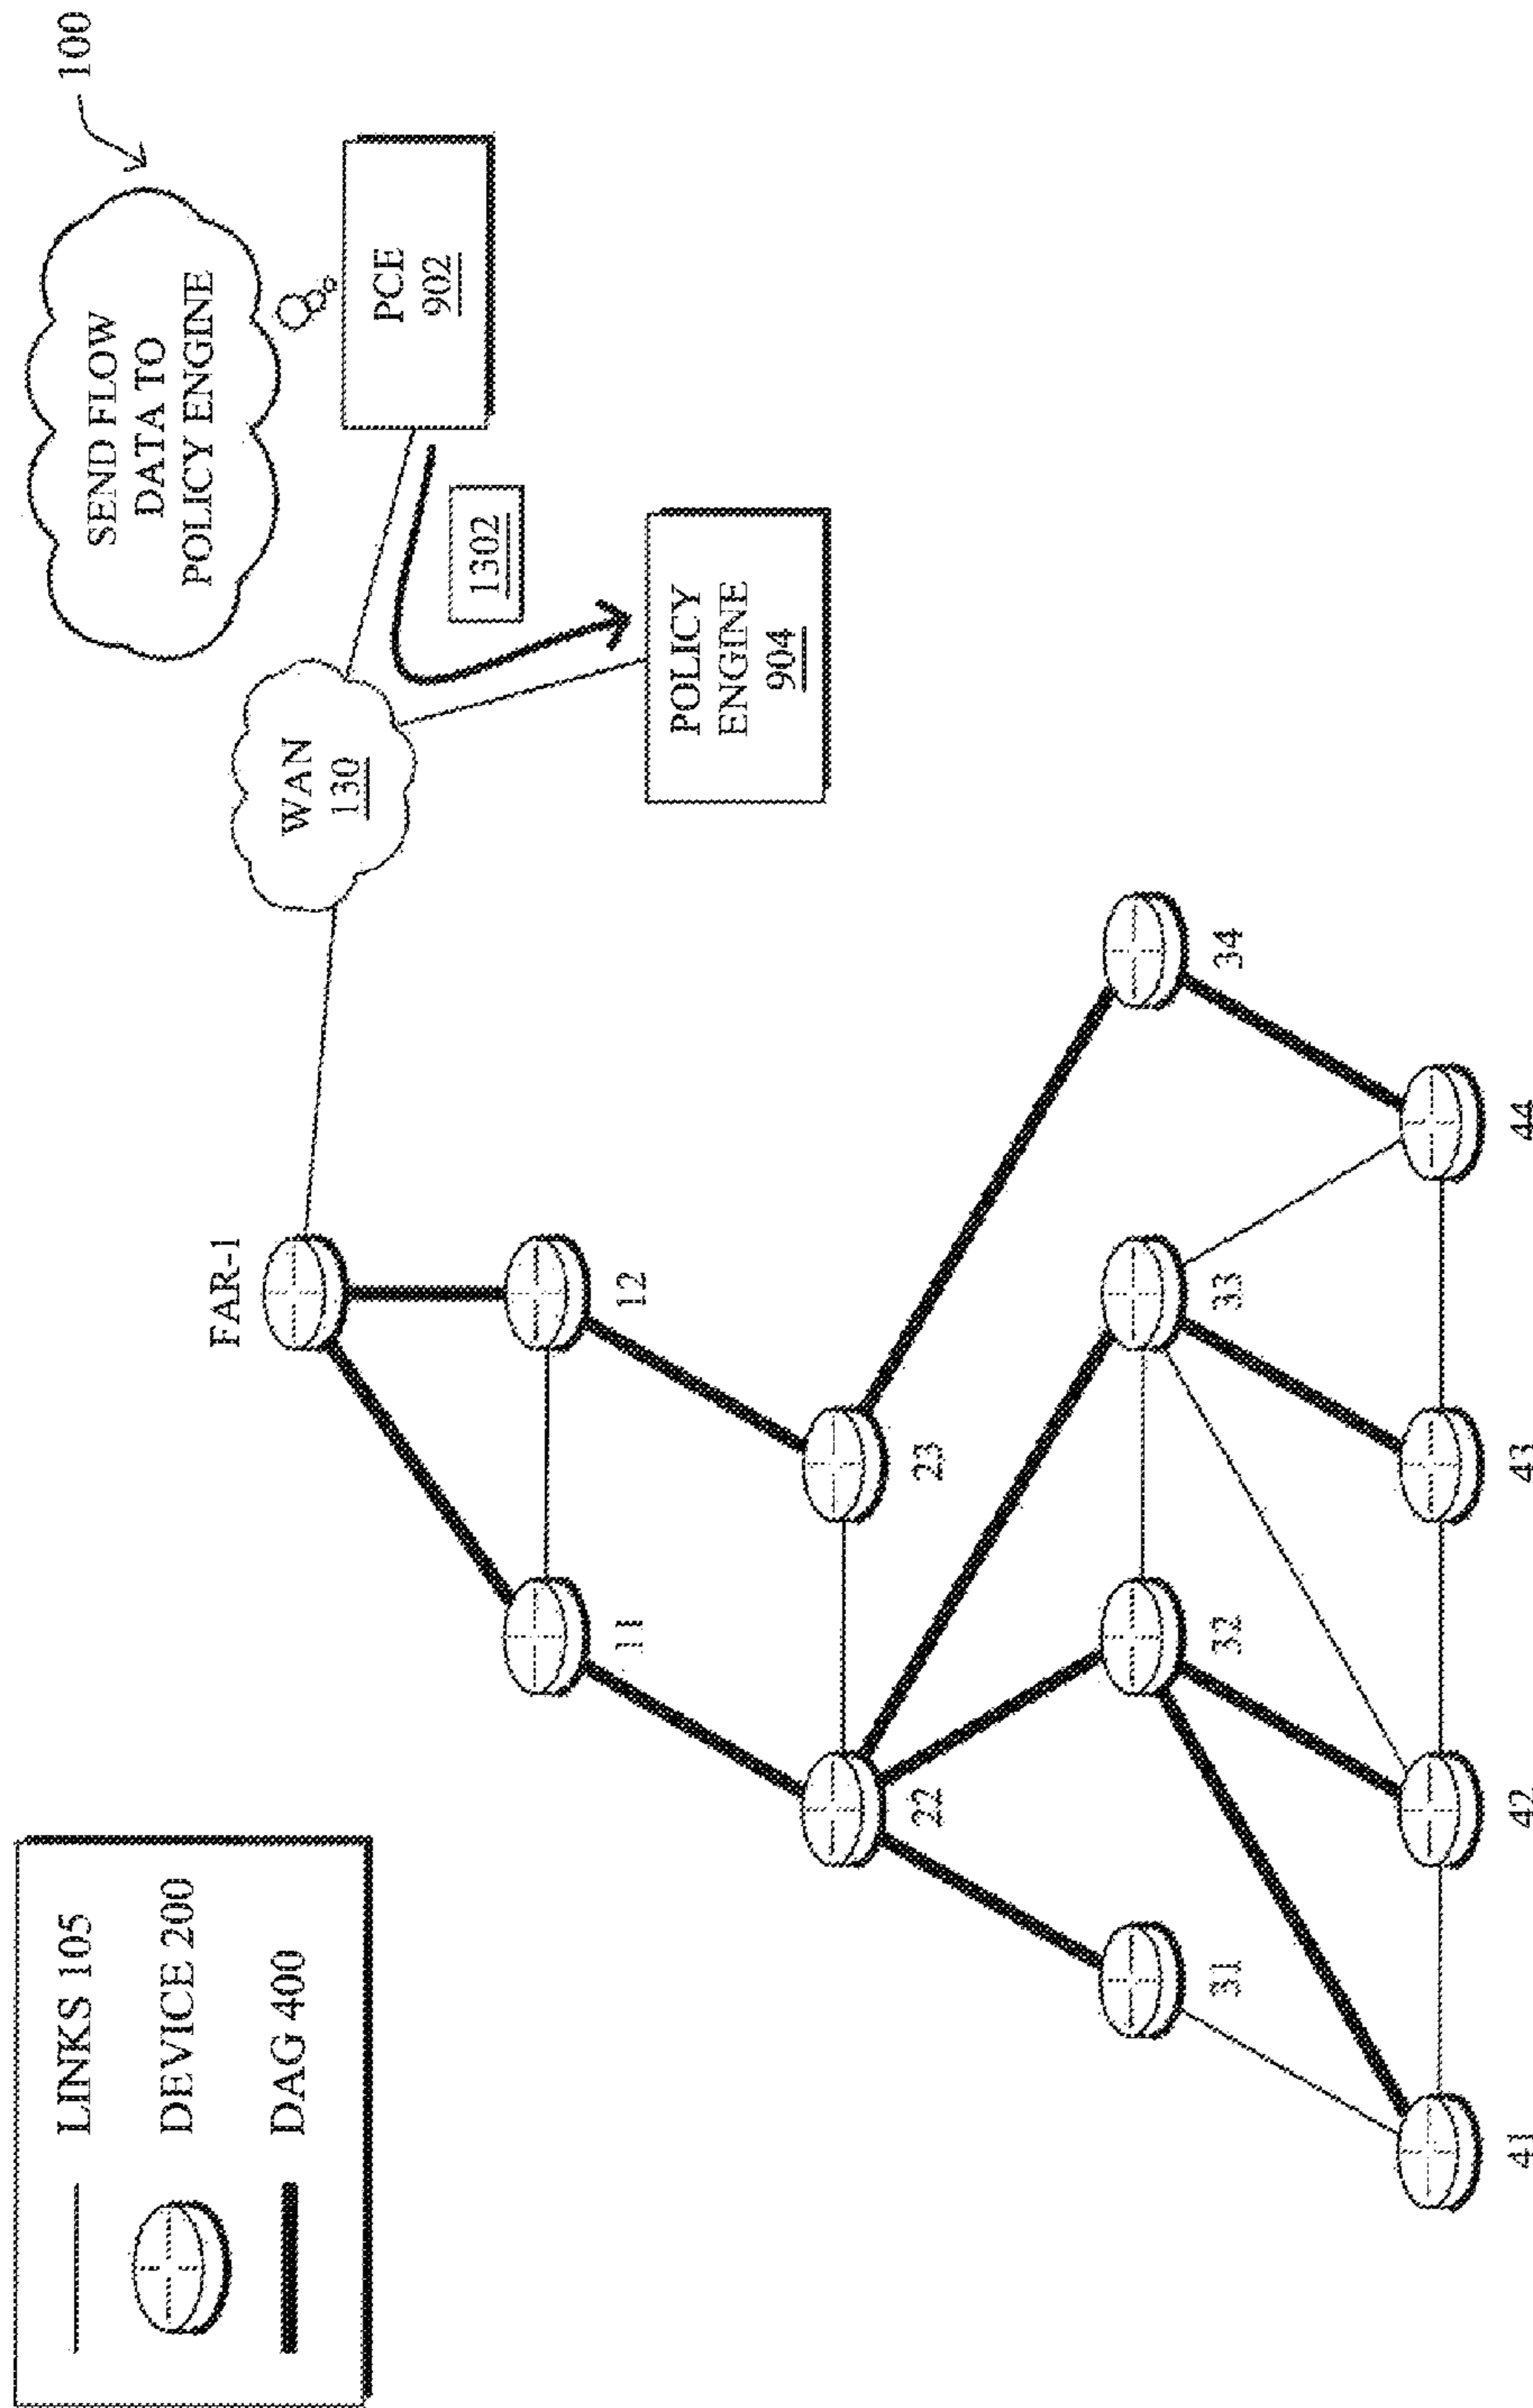 LINKS 105
DEVICE 200
DAG 400
100
SEND FLOW
DATA TO
POLICY ENGINE
PCE
902
1302
WAN
130
POLICY
ENGINE
904
FAR-1
11
12
22
23
31
32
33
34
41
42
43
44